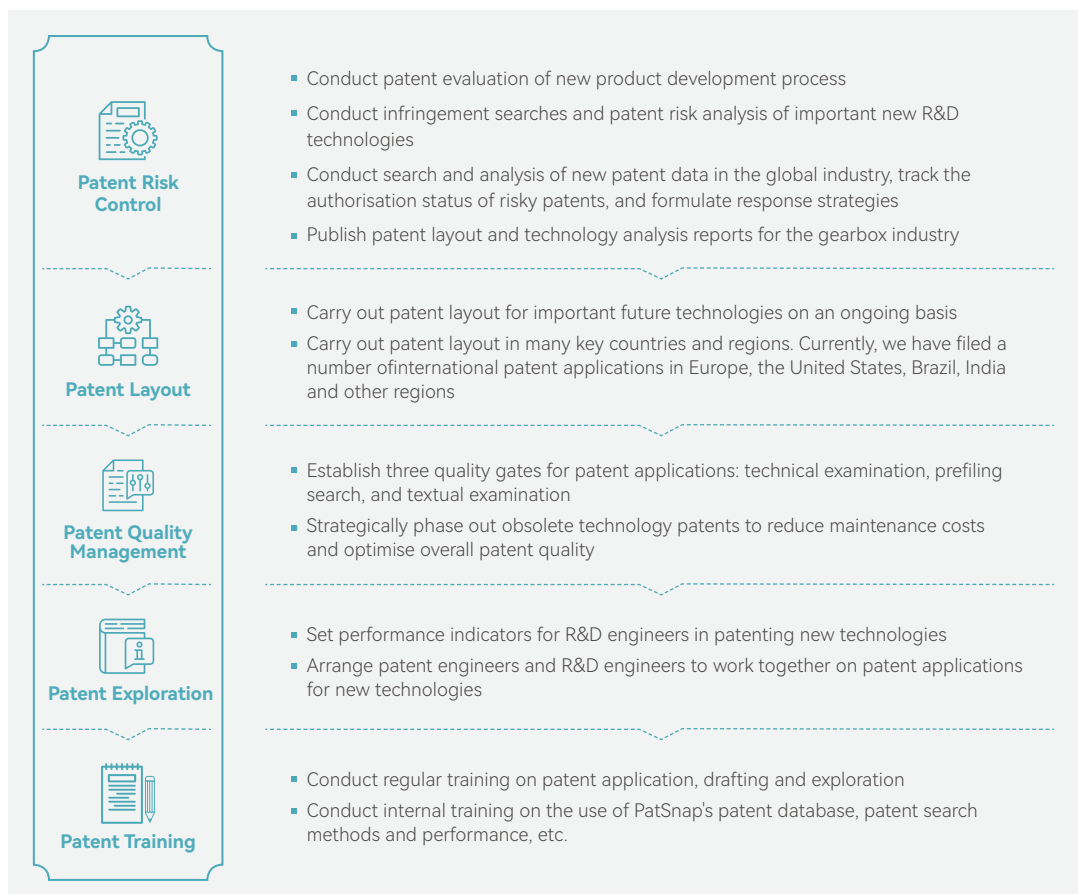 Patent Risk
Control
Conduct patent evaluation of new product development process
Conduct infringement searches and patent risk analysis of important new R&D
technologies
Conduct search and analysis of new patent data in the global industry, track the
authorisation status of risky patents, and formulate response strategies
Publish patent layout and technology analysis reports for the gearbox industry
Patent Layout
Carry out patent layout for important future technologies on an ongoing basis
Carry out patent layout in many key countries and regions. Currently, we have filed a
number ofinternational patent applications in Europe, the United States, Brazil, India
and other regions
Patent Quality
Management
Establish three quality gates for patent applications: technical examination, prefiling
search, and textual examination
Strategically phase out obsolete technology patents to reduce maintenance costs
and optimise overall patent quality
Patent Exploration
Set performance indicators for R&D engineers in patenting new technologies
Arrange patent engineers and R&D engineers to work together on patent applications
for new technologies
Patent Training
Conduct regular training on patent application, drafting and exploration
Conduct internal training on the use of PatSnap's patent database, patent search
methods and performance, etc.